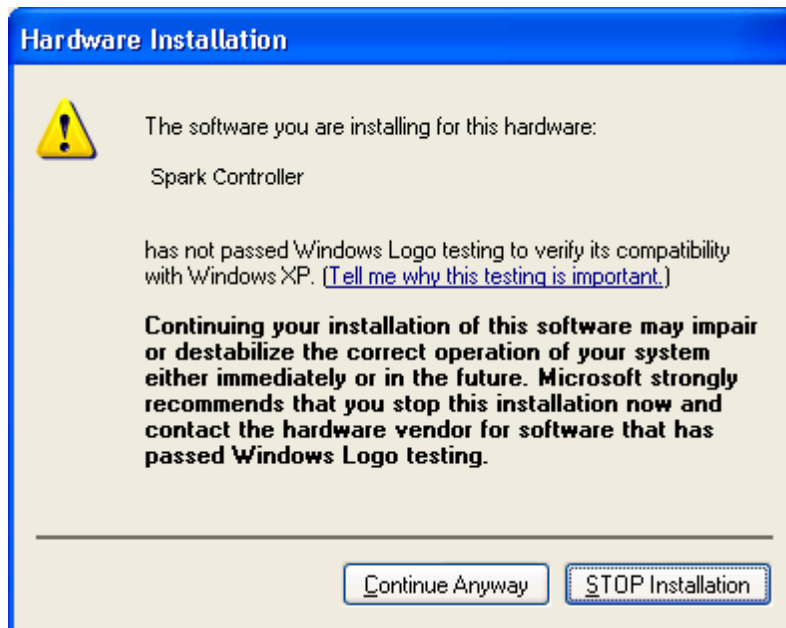 Hardware Installation
The software you are installing for this hardware:
Spark Controller
has not passed Windows Logo testing to verify its compatibility
with Windows XP. (Tell me why this testing is important.)
Continuing your installation of this software may impair
or destabilize the correct operation of your system
either immediately or in the future. Microsoft strongly
recommends that you stop this installation now and
contact the hardware vendor for software that has
passed Windows Logo testing.
Continue Anyway
STOP Installation